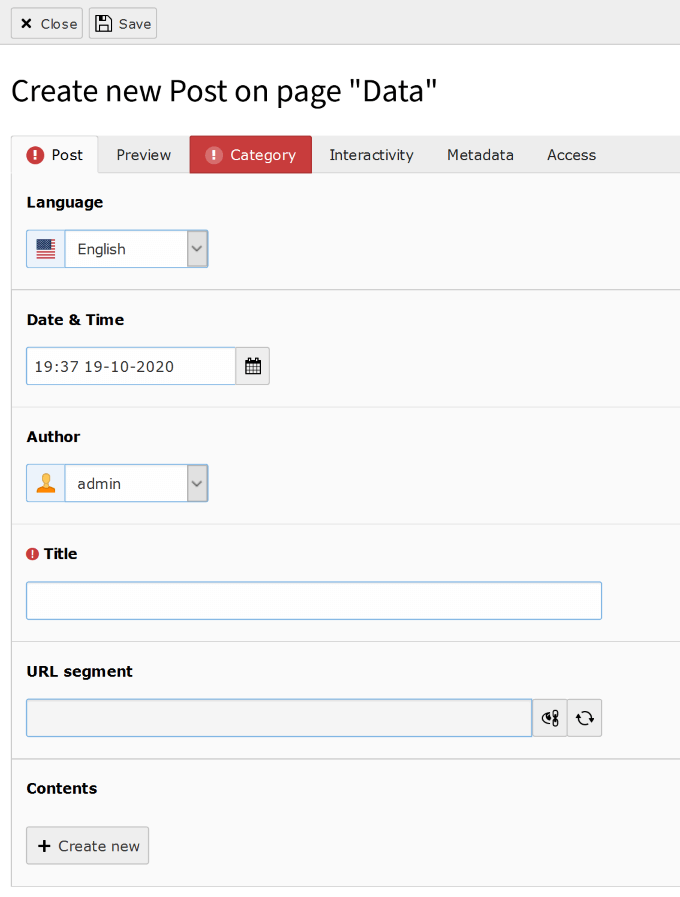 Close Save
Create new Post on page "Data"
Post Preview Category Interactivity Metadata Access
Language
English
Date & Time
19:37 19-10-2020
Author
admin
Title
URL segment
Contents
Create new